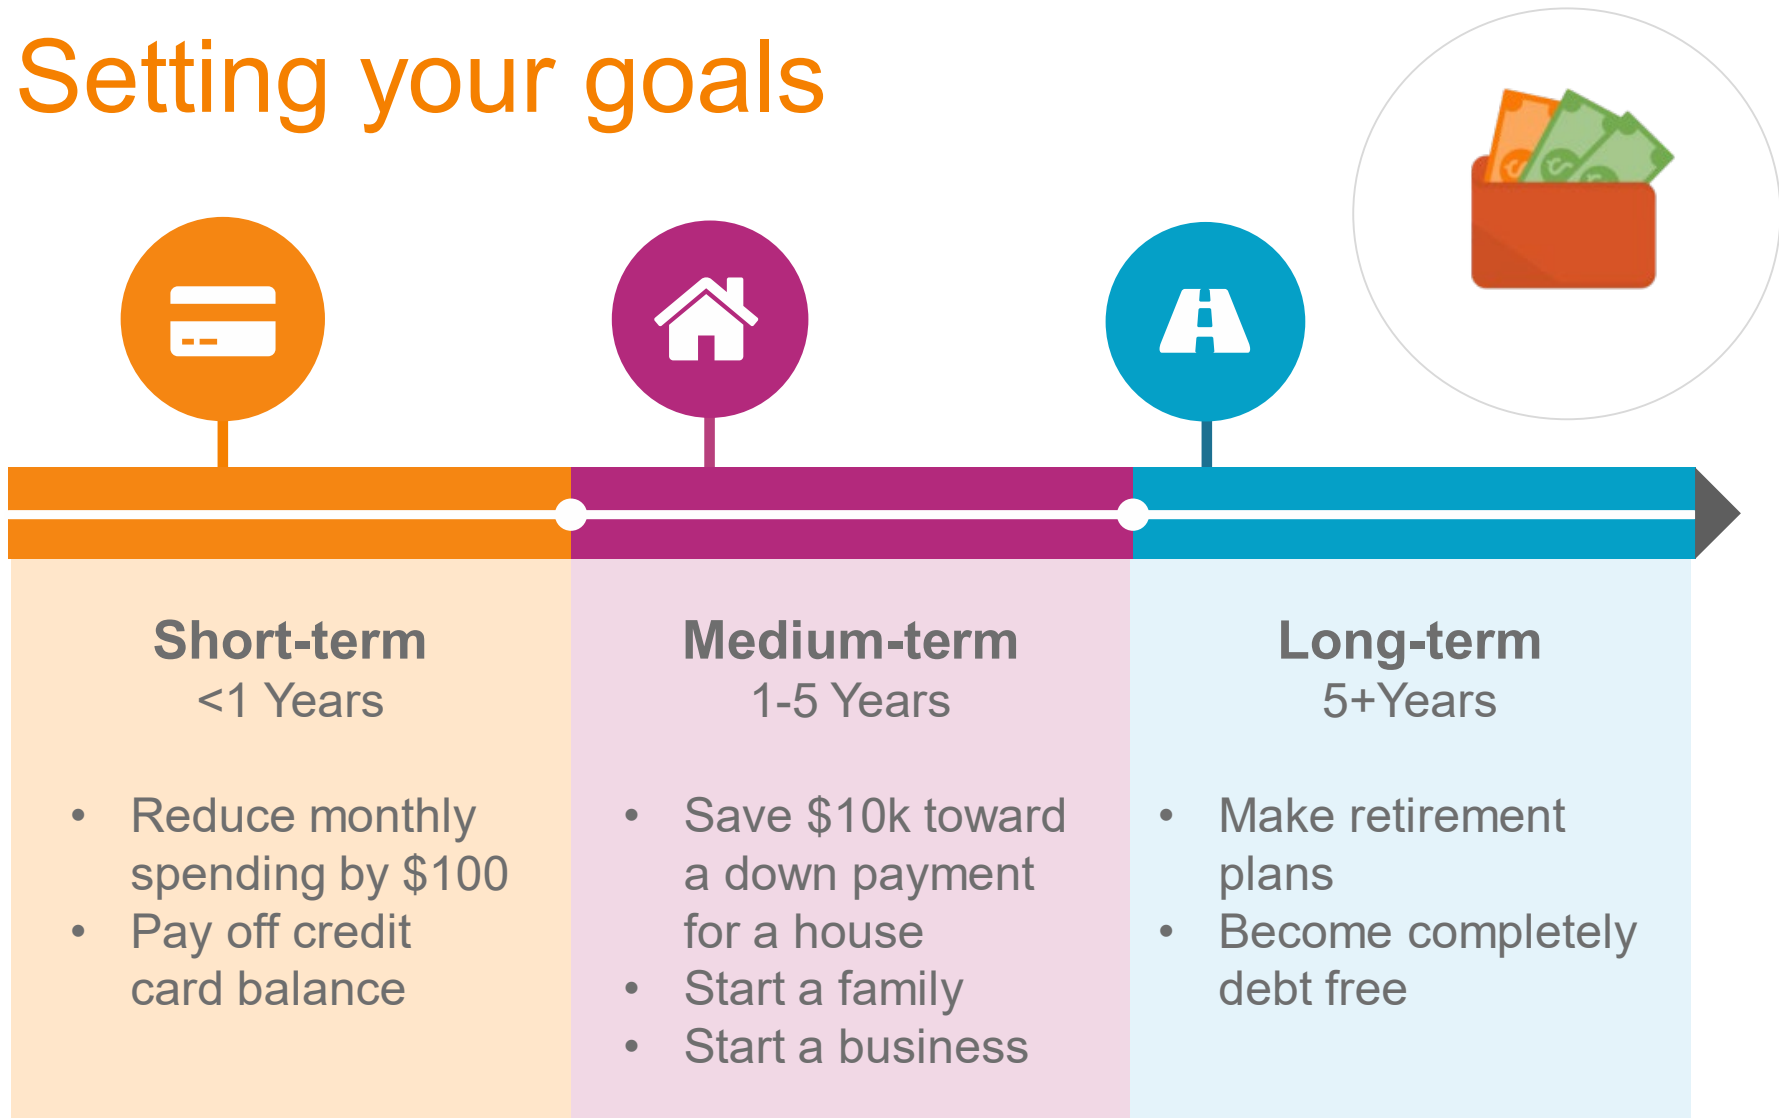 Setting your goals
Short-term
<1 Years
• Reduce monthly
spending by $100
• Pay off credit
card balance
Medium-term
1-5 Years
• Save $10k toward
a down payment
for a house
• Start a family
• Start a business
Long-term
5+Years
• Make retirement
plans
• Become completely
debt free